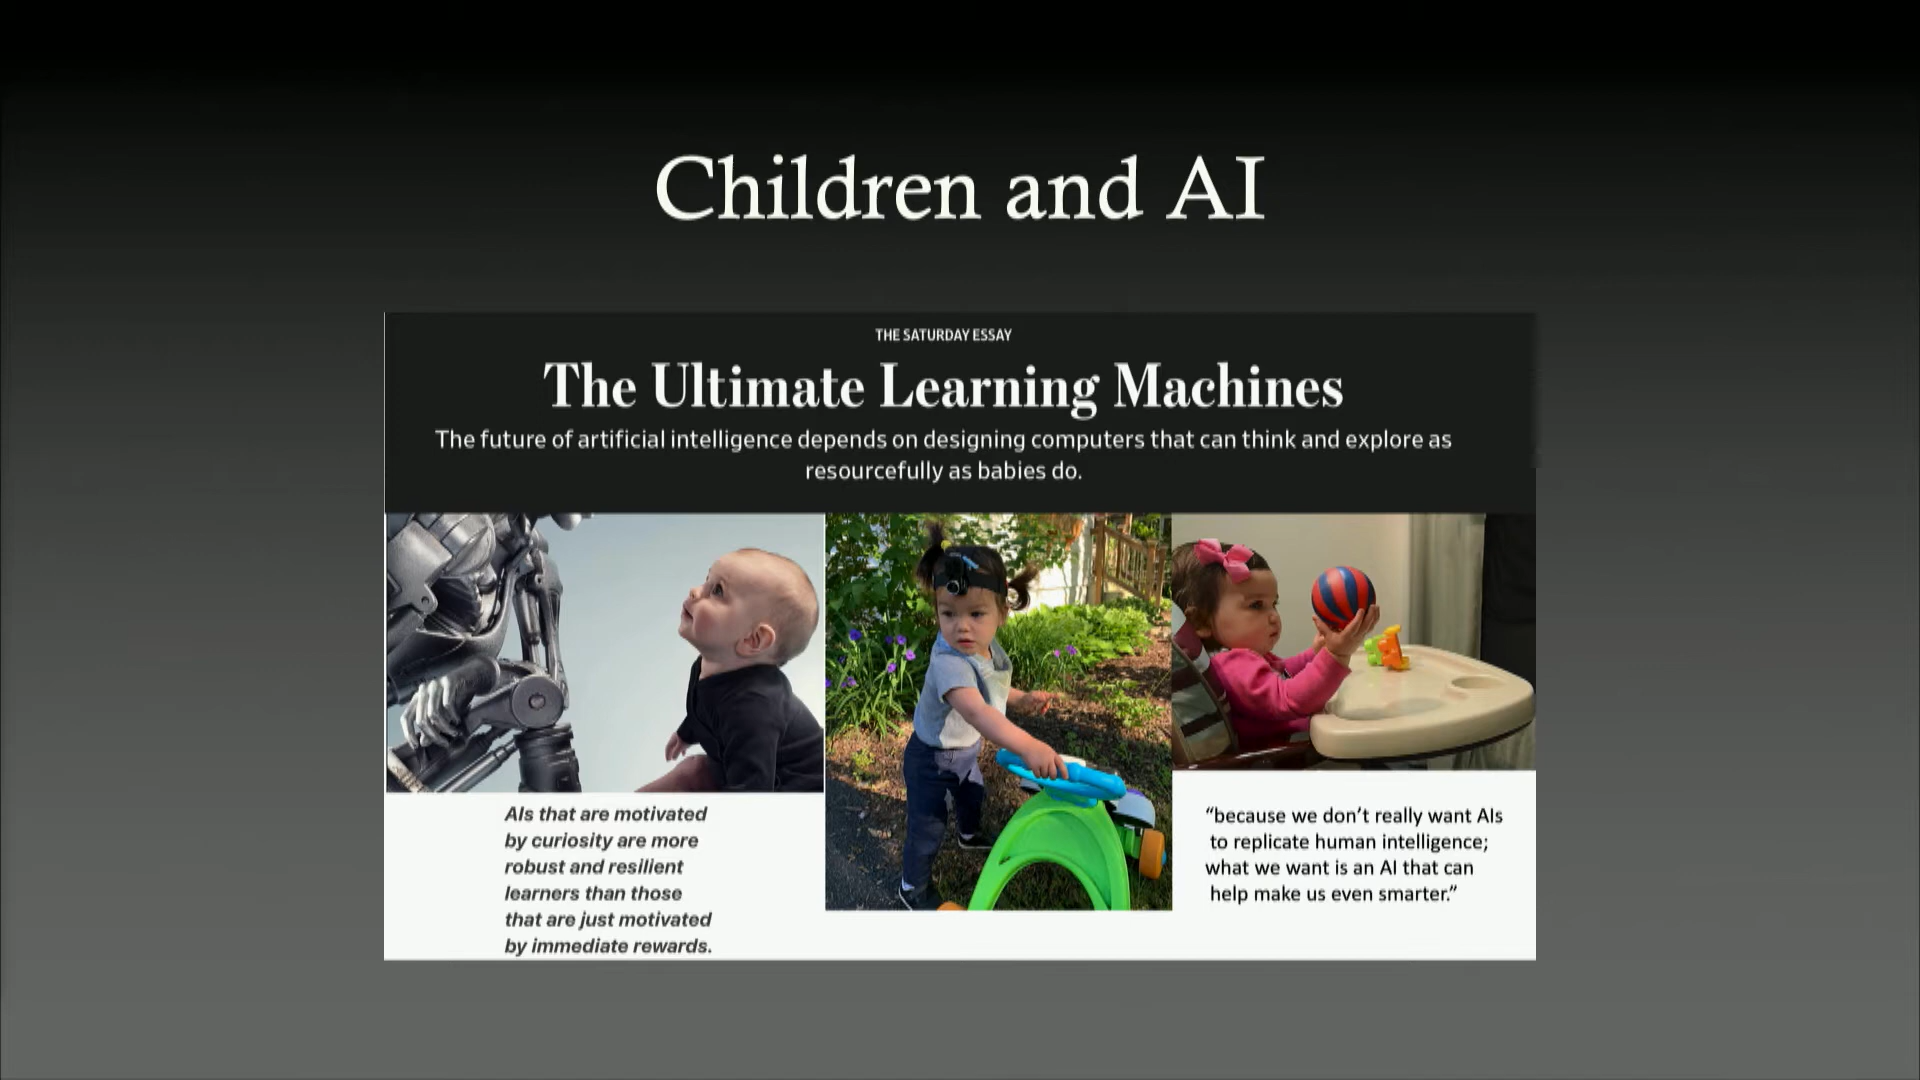 Children and AI
THE SATURDAY ESSAY
The Ultimate Learning Machines
The future of artificial intelligence depends on designing computers that can think and explore as
resourcefully as babies do.
AIs that are motivated
by curiosity are more
robust and resilient
learners than those
that are just motivated
by immediate rewards.
“because we don’t really want AIs
to replicate human intelligence;
what we want is an AI that can
help make us even smarter.”